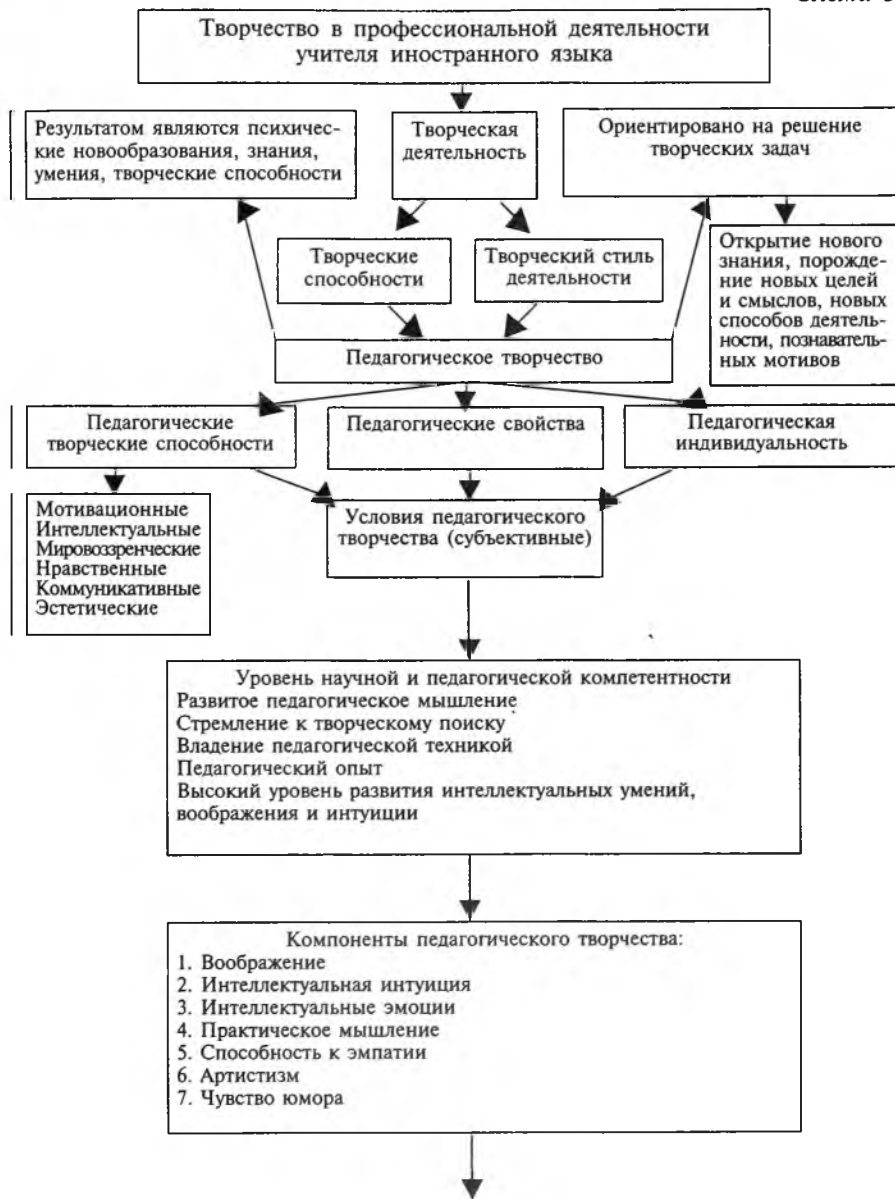 Творчество в профессиональной деятельности
учителя иностранного языка
Результатом являются психичес-
кие новообразования, знания,
умения, творческие способности
Творческая
деятельность
Ориентировано на решение
творческих задач
Творческие
способности
Творческий стиль
деятельности
Открытие нового
знания, порожде-
ние новых целей
и смыслов, новых
способов деятель-
ности, познаватель-
ных мотивов
Педагогическое творчество
Педагогические
творческие способности
Педагогические свойства
Педагогическая
индивидуальность
Мотивационные
Интеллектуальные
Мировоззренческие
Нравственные
Коммуникативные
Эстетические
Условия педагогического
творчества (субъективные)
Уровень научной и педагогической компетентности
Развитое педагогическое мышление
Стремление к творческому поиску
Владение педагогической техникой
Педагогический опыт
Высокий уровень развития интеллектуальных умений,
воображения и интуиции
Компоненты педагогического творчества:
1. Воображение
2. Интеллектуальная интуиция
3. Интеллектуальные эмоции
4. Практическое мышление
5. Способность к эмпатии
6. Артистизм
7. Чувство юмора